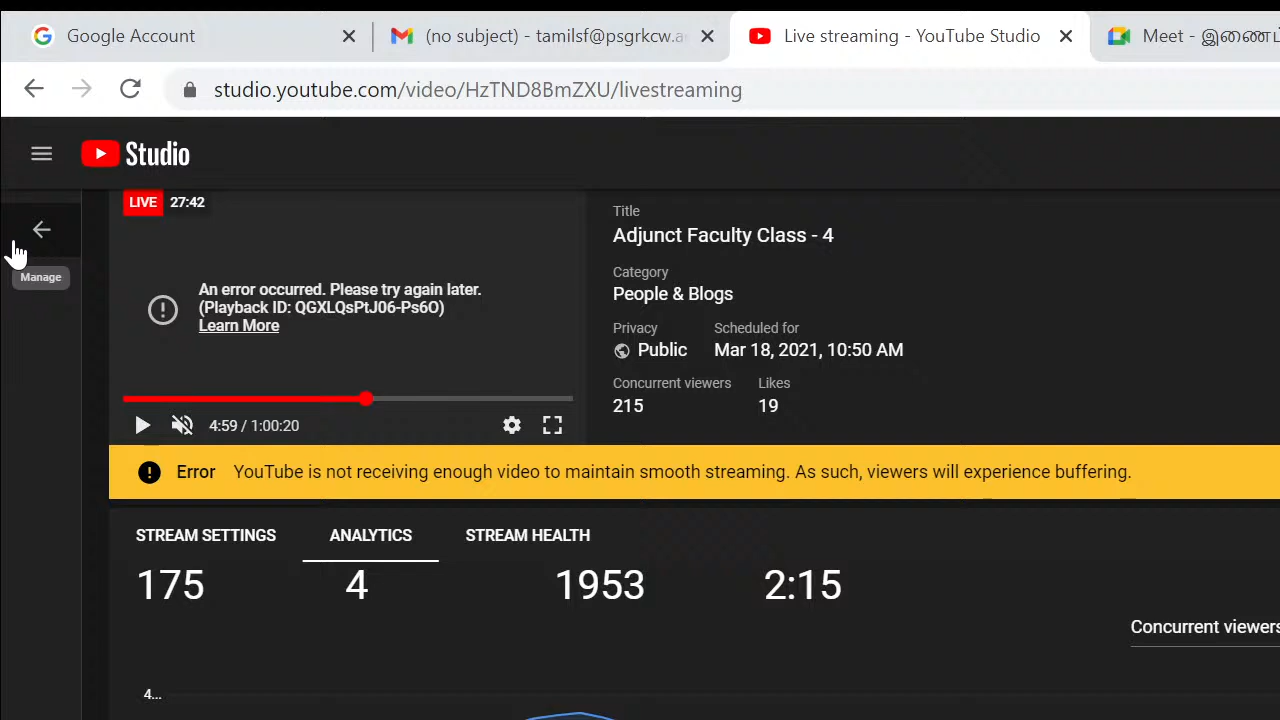 Google Account
(no subject) - tamilsf@psgrkcw.a
Live streaming - YouTube Studio
Meet - இணைப்
studio.youtube.com/video/HzTND8BmZXU/livestreaming
Studio
LIVE 27:42
Manage
An error occurred. Please try again later.
(Playback ID: QGXLQsPtJ06-Ps6O)
Learn More
4:59 / 1:00:20
Title
Adjunct Faculty Class - 4
Category
People & Blogs
Privacy Scheduled for
Public Mar 18, 2021, 10:50 AM
Concurrent viewers Likes
215 19
Error YouTube is not receiving enough video to maintain smooth streaming. As such, viewers will experience buffering.
STREAM SETTINGS ANALYTICS STREAM HEALTH
175 4 1953 2:15
Concurrent viewers
4...